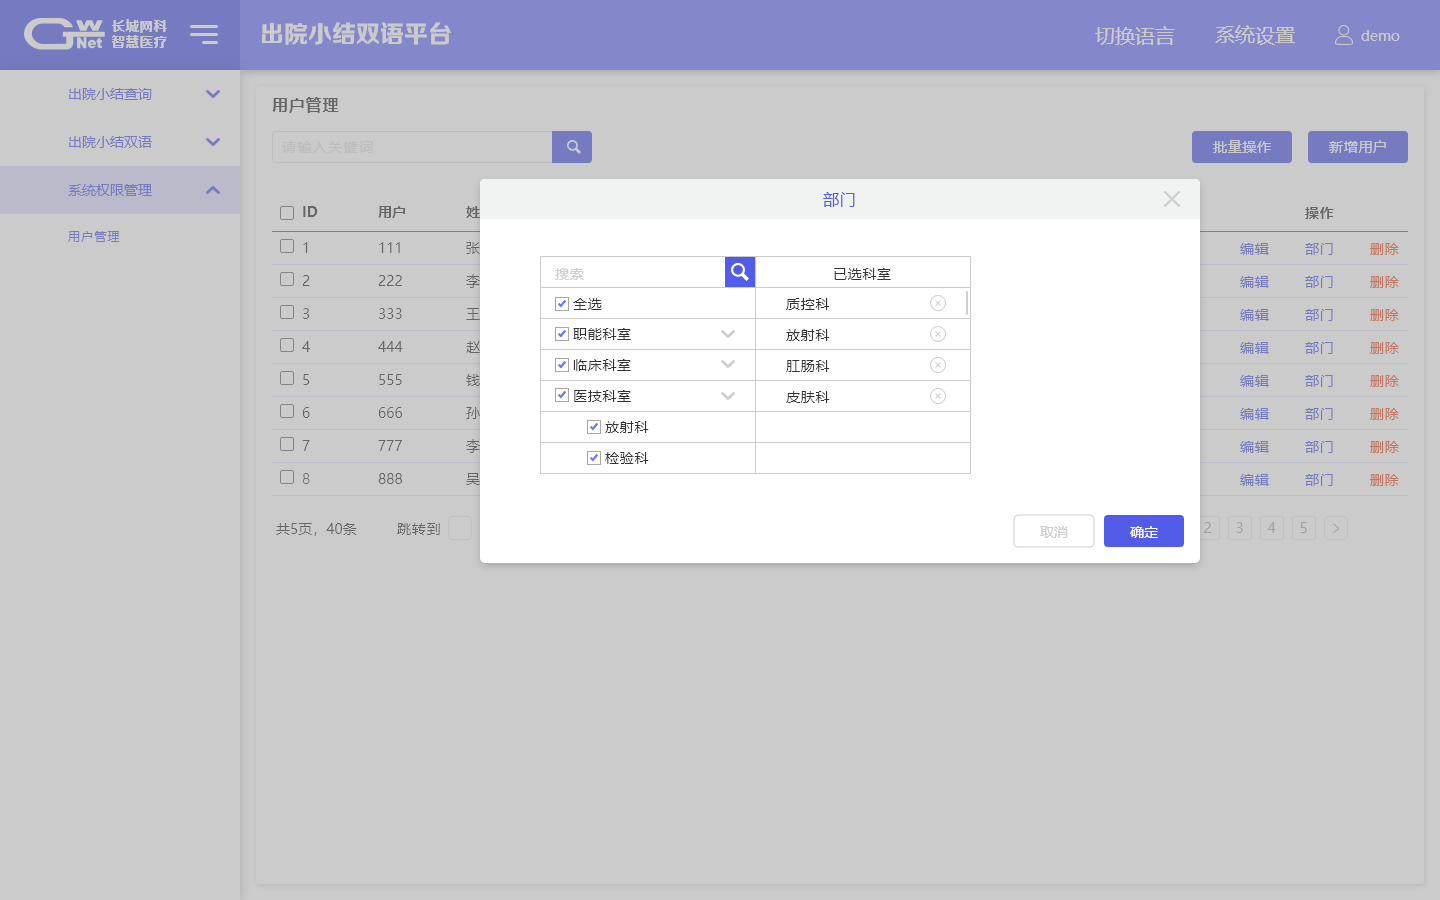 GW Net 长城网科 智慧医疗
出院小结双语平台
切换语言 系统设置 demo
出院小结查询
出院小结双语
系统权限管理
用户管理
用户管理
请输入关键词
批量操作 新增用户
ID 用户 姓 操作
1 111 张 编辑 部门 删除
2 222 李 编辑 部门 删除
3 333 王 编辑 部门 删除
4 444 赵 编辑 部门 删除
5 555 钱 编辑 部门 删除
6 666 孙 编辑 部门 删除
7 777 李 编辑 部门 删除
8 888 吴 编辑 部门 删除
共5页，40条 跳转到 2 3 4 5 >
部门
搜索 已选科室
全选 质控科
职能科室 放射科
临床科室 肛肠科
医技科室 皮肤科
放射科
检验科
取消 确定